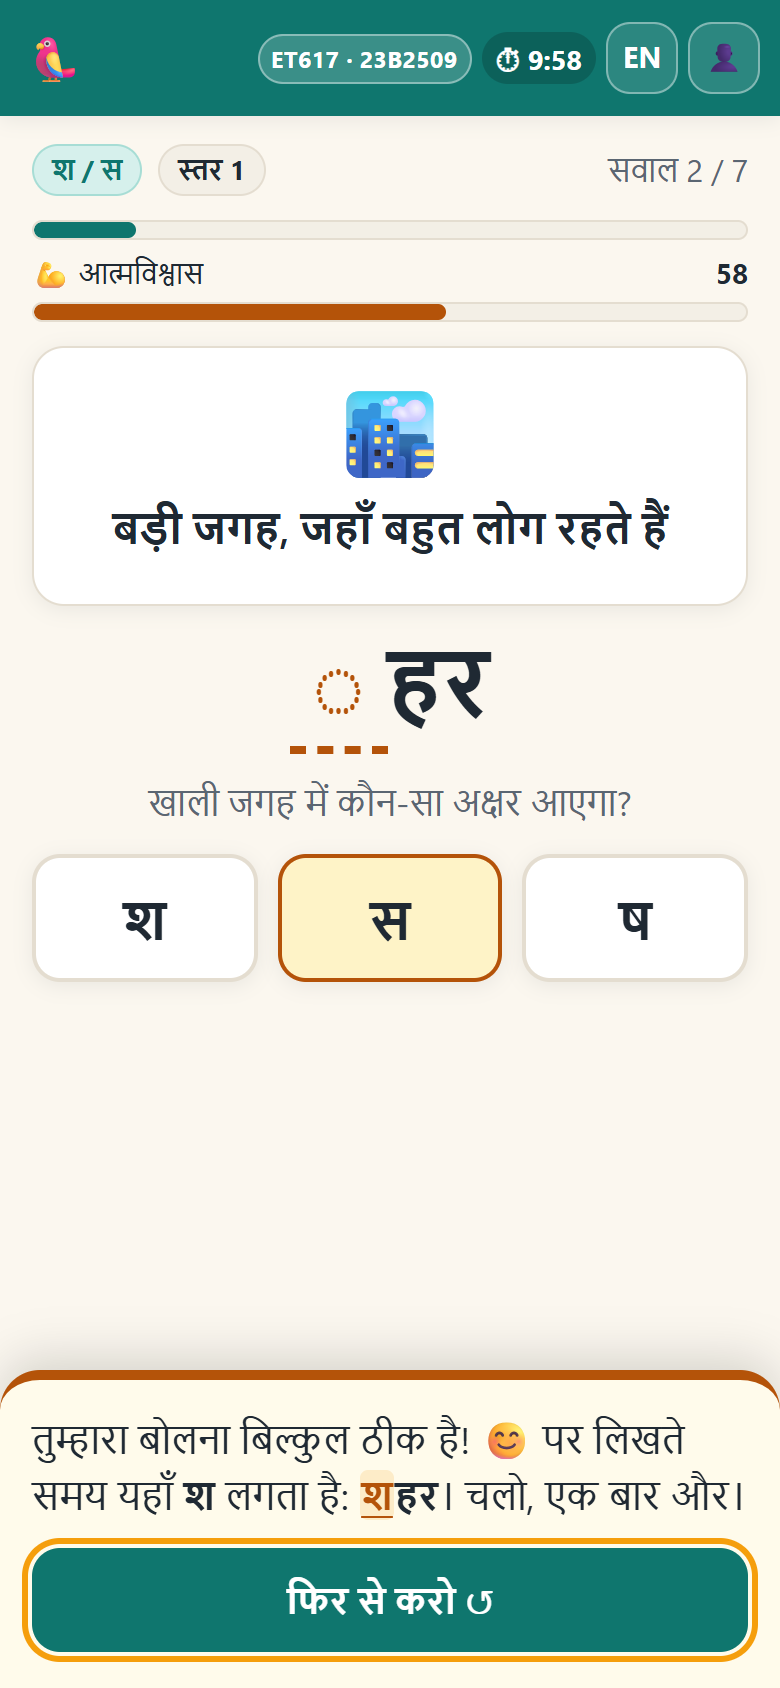 ET617 · 23B2509
9:58
EN
श / स
स्तर 1
सवाल 2 / 7
आत्मविश्वास
58
बड़ी जगह, जहाँ बहुत लोग रहते हैं
◌ हर
खाली जगह में कौन-सा अक्षर आएगा?
श
स
ष
तुम्हारा बोलना बिल्कुल ठीक है! 😊 पर लिखते
समय यहाँ श लगता है: शहर। चलो, एक बार और।
फिर से करो ↺